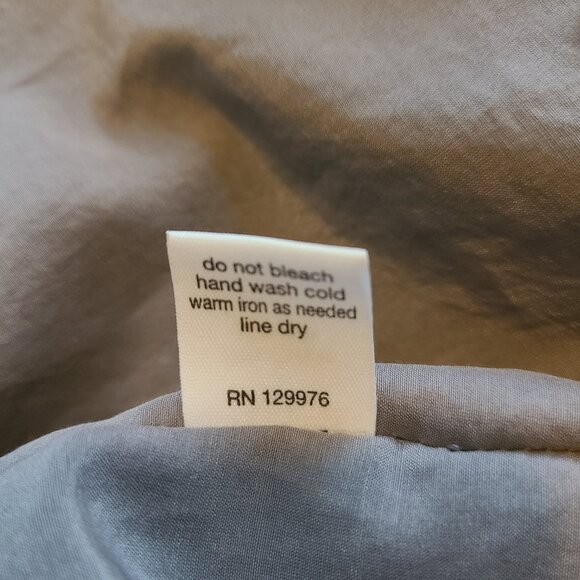 do not bleach
hand wash cold
warm iron as needed
line dry
RN 129976